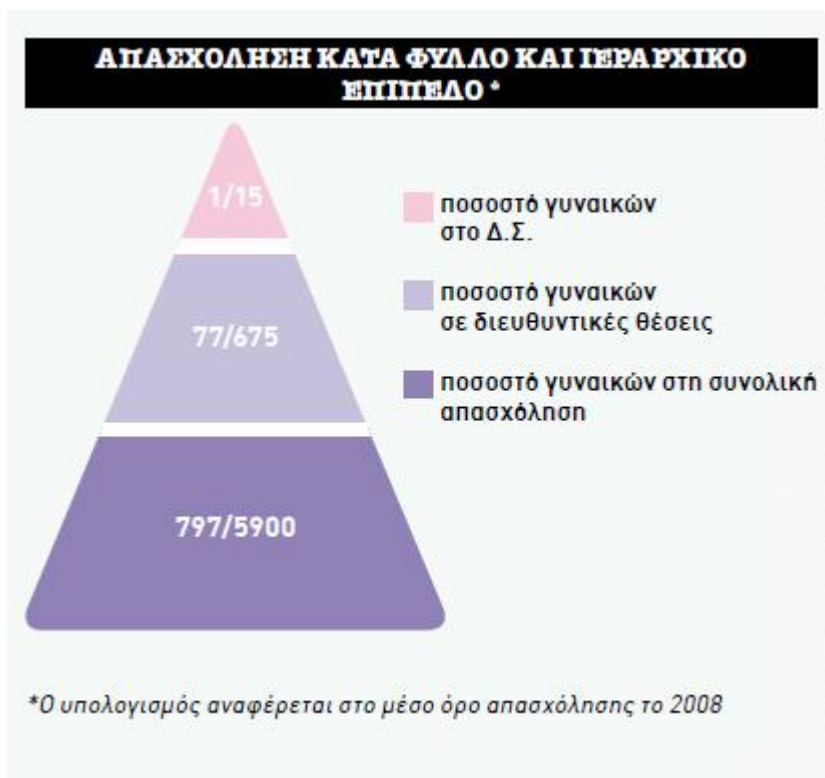 ΑΠΑΣΧΟΛΗΣΗ ΚΑΤΑ ΦΥΛΛΟ ΚΑΙ ΙΕΡΑΡΧΙΚΟ
ΕΠΙΠΕΔΟ *
1/15
77/675
797/5900
ποσοστό γυναικών
στο Δ.Σ.
ποσοστό γυναικών
σε διευθυντικές θέσεις
ποσοστό γυναικών στη συνολική
απασχόληση
*Ο υπολογισμός αναφέρεται στο μέσο όρο απασχόλησης το 2008